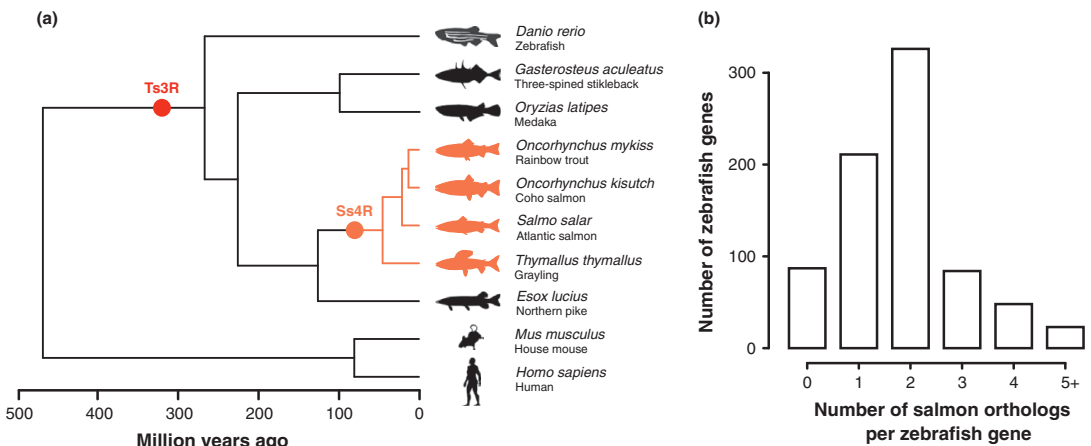 (a)
Ts3R
Ss4R
Danio rerio
Zebrafish
Gasterosteus aculeatus
Three-spined stikleback
Oryzias latipes
Medaka
Oncorhynchus mykiss
Rainbow trout
Oncorhynchus kisutch
Coho salmon
Salmo salar
Atlantic salmon
Thymallus thymallus
Grayling
Esox lucius
Northern pike
Mus musculus
House mouse
Homo sapiens
Human
500 400 300 200 100 0
Million years ago
(b)
Number of zebrafish genes
300
200
100
0
0 1 2 3 4 5+
Number of salmon orthologs
per zebrafish gene